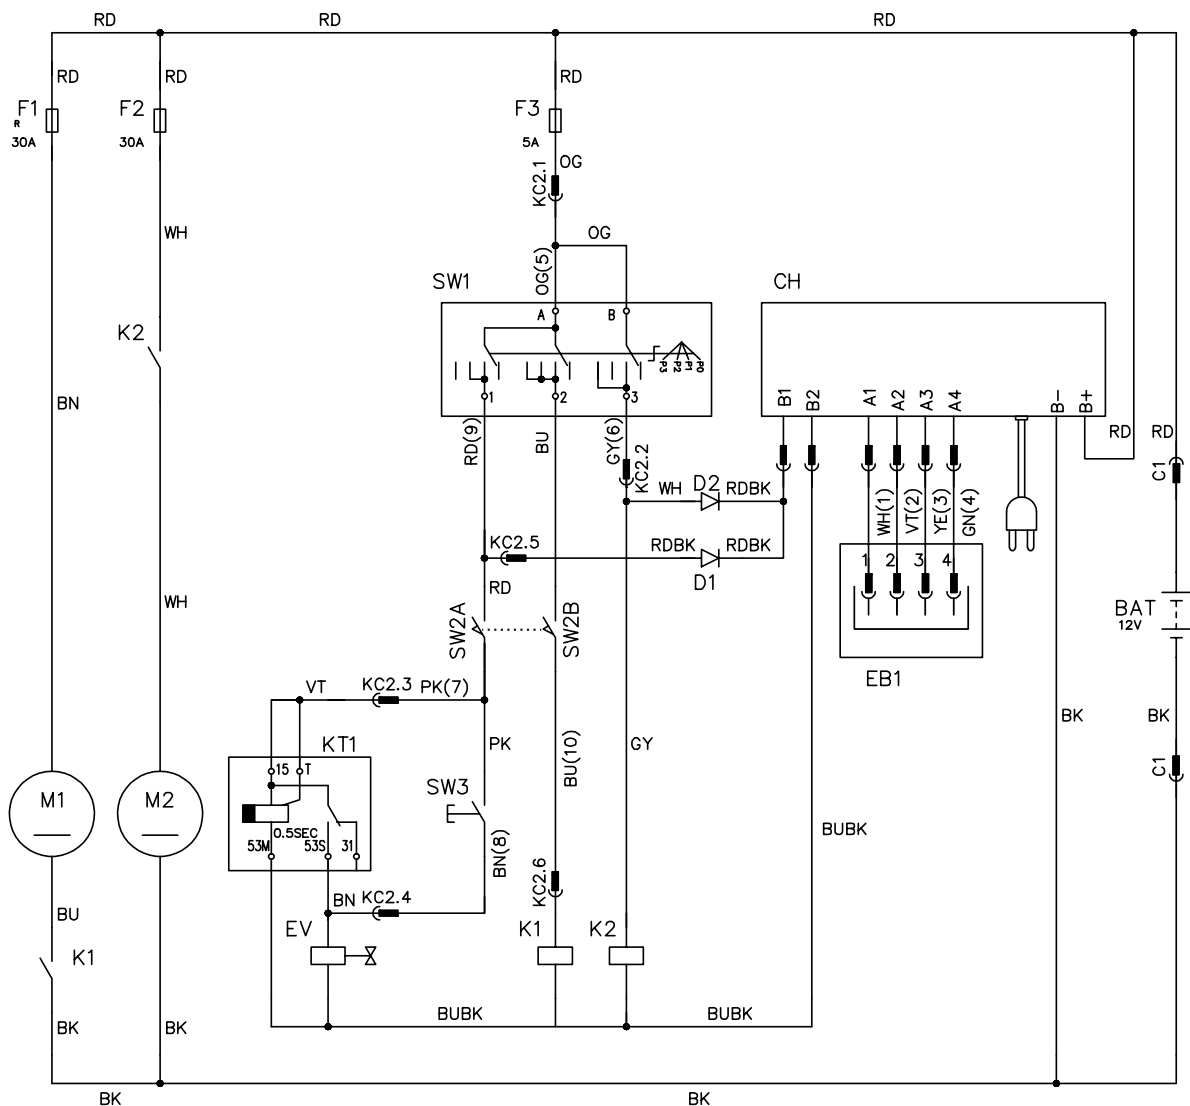 RD RD RD
RD RD RD
F1 F2 F3
R
30A 30A 5A
OG
KC2.1
WH OG
OG(5)
SW1 CH
A B
K2
P3 P2 P1 P0
1 2 3
B1 B2 A1 A2 A3 A4 B- B+
BN
RD(9) BU GY(6) KC2.2
RD RD
C1
WH D2 RDBK
WH(1) VT(2) YE(3) GN(4)
KC2.5 RDBK RDBK
D1
1 2 3 4
RD
WH
SW2A SW2B
BAT
12V
EB1
VT KC2.3 PK(7)
BK BK
KT1 PK BU(10) GY
15 T
C1
M1 M2 SW3
0.5SEC
53M 53S 31
BN(8)
BUBK
KC2.6
BN KC2.4
BU
EV K1 K2
K1
BUBK BUBK
BK BK
BK BK